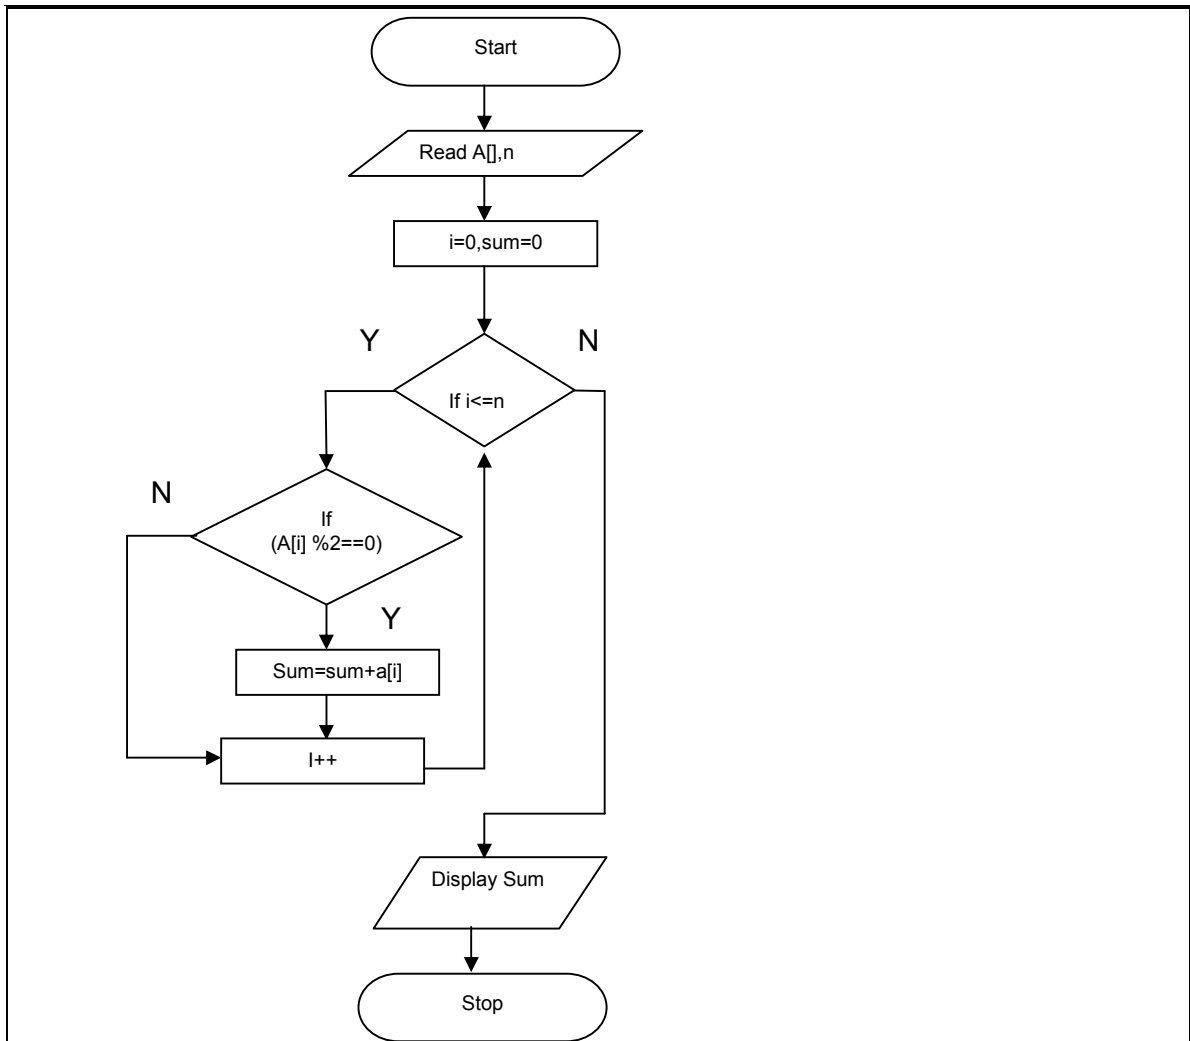 Start
Read A[],n
i=0,sum=0
Y
N
If i<=n
N
If
(A[i] %2==0)
Y
Sum=sum+a[i]
I++
Display Sum
Stop